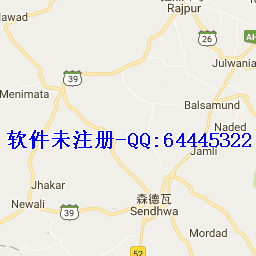 Rajpur
awad
26
AH
39
Julwania
Menimata
Balsamund
Naded
软件未注册-QQ:64445322
Jamli
Jhakar
森德瓦
Sendhwa
Newali
39
Mordad
52